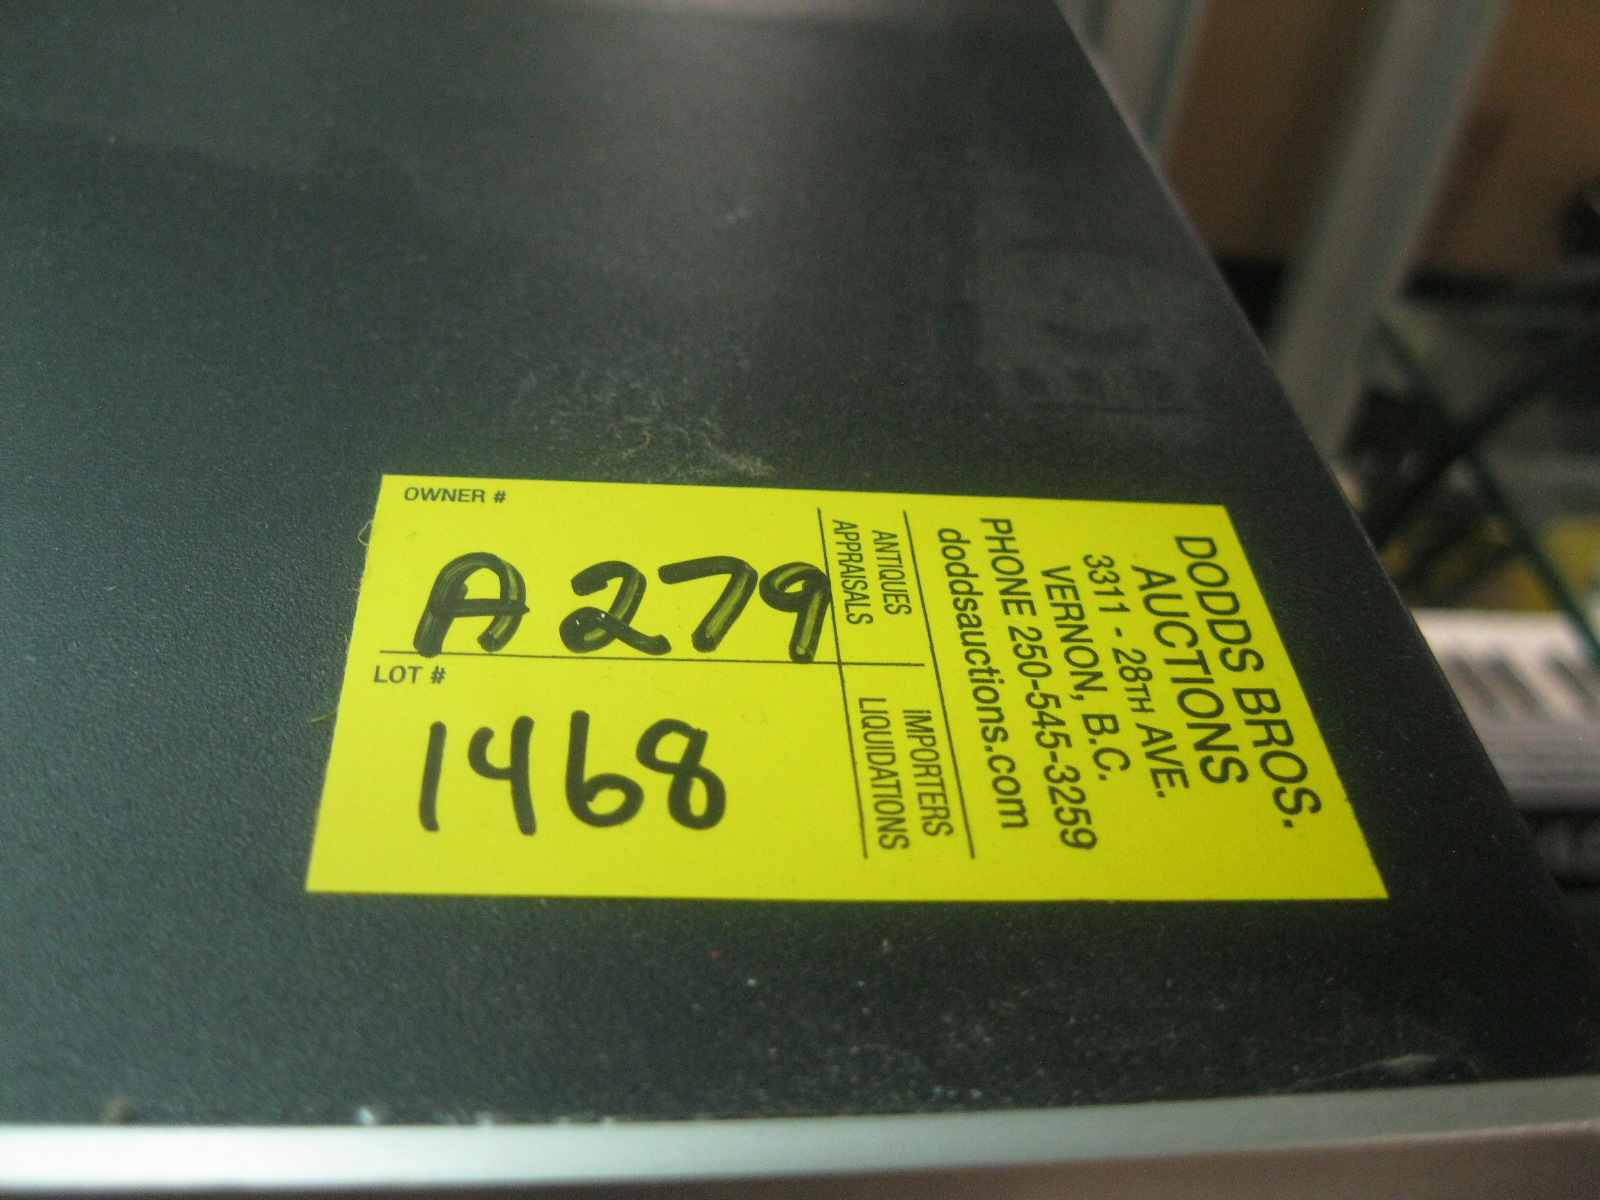 OWNER #
A279
LOT #
1468
ANTIQUES
APPRAISALS
IMPORTERS
LIQUIDATIONS
DODDS BROS.
AUCTIONS
3311 - 28TH AVE.
VERNON, B.C.
PHONE 250-545-3259
doddsauctions.com